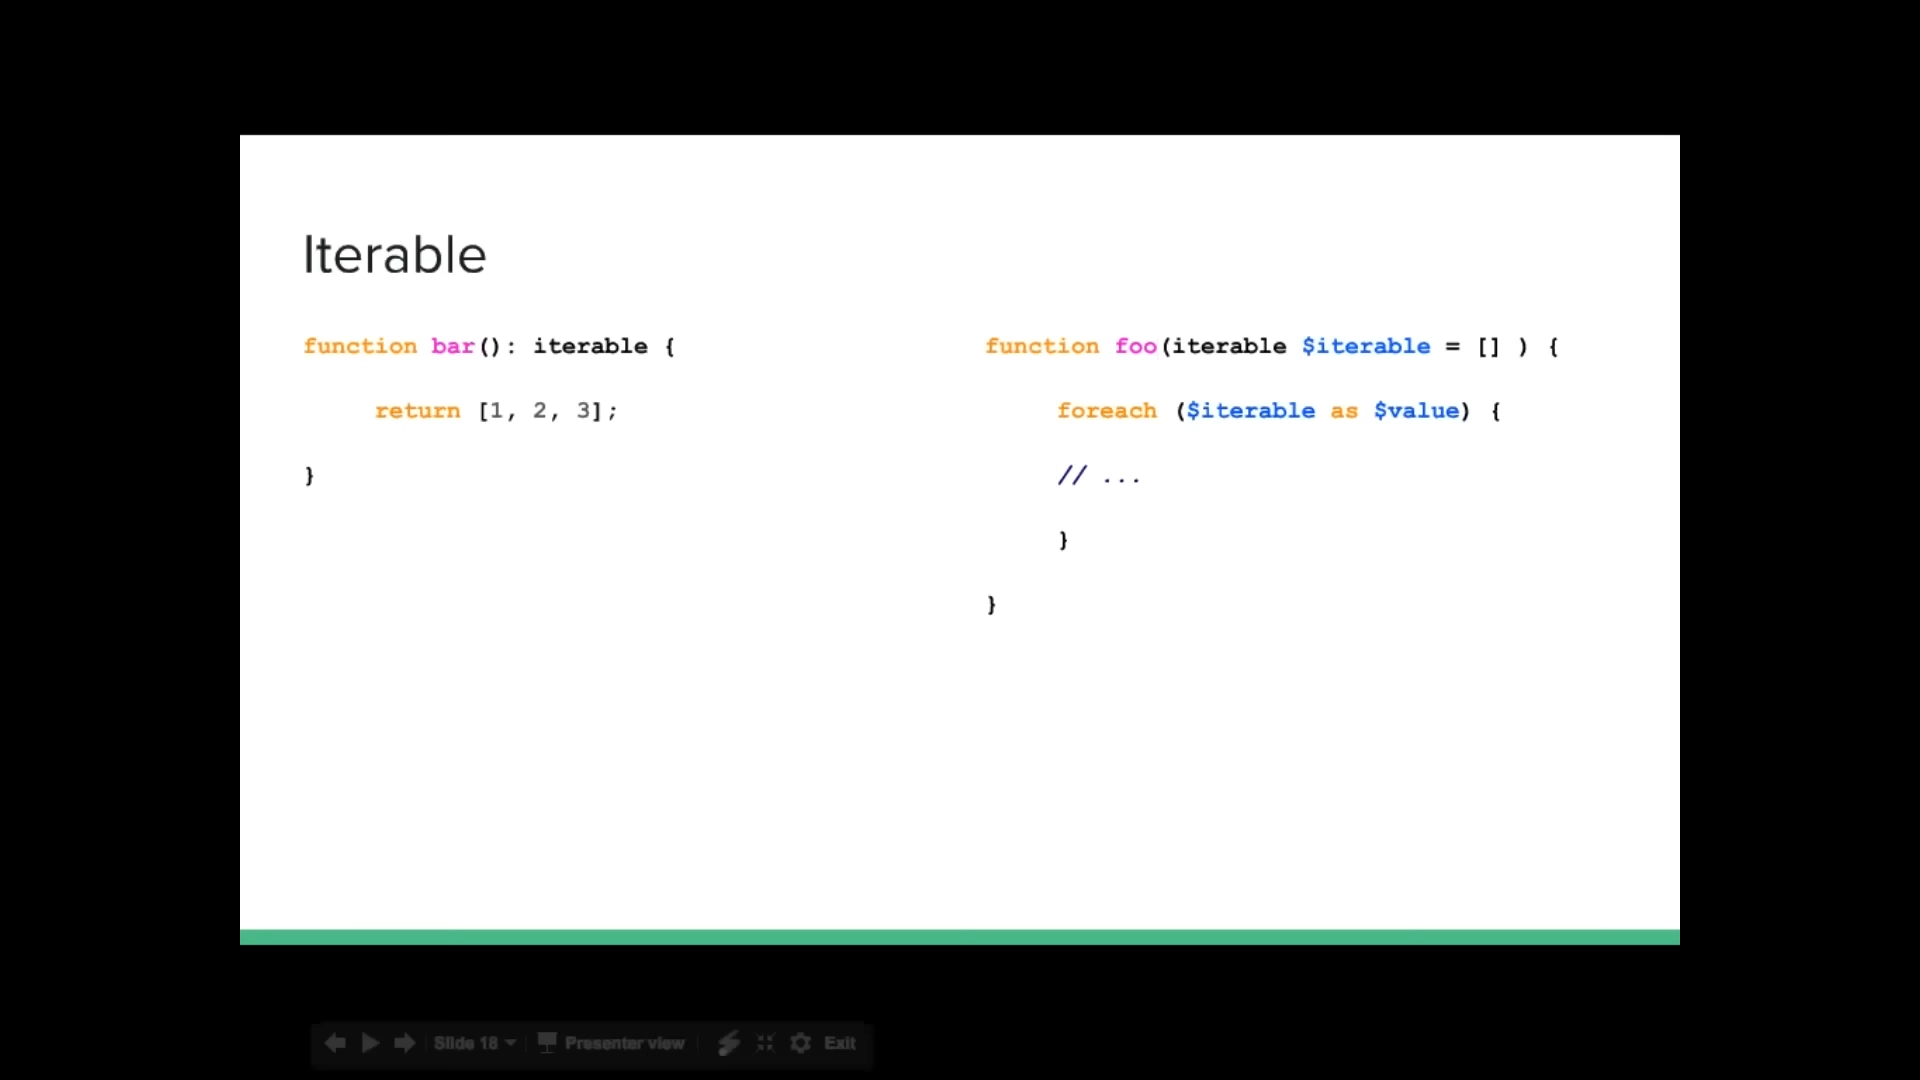 Iterable
function bar(): iterable {
return [1, 2, 3];
}
function foo(iterable $iterable = [] ) {
foreach ($iterable as $value) {
// ...
}
}
Slide 18
Presenter view
Exit